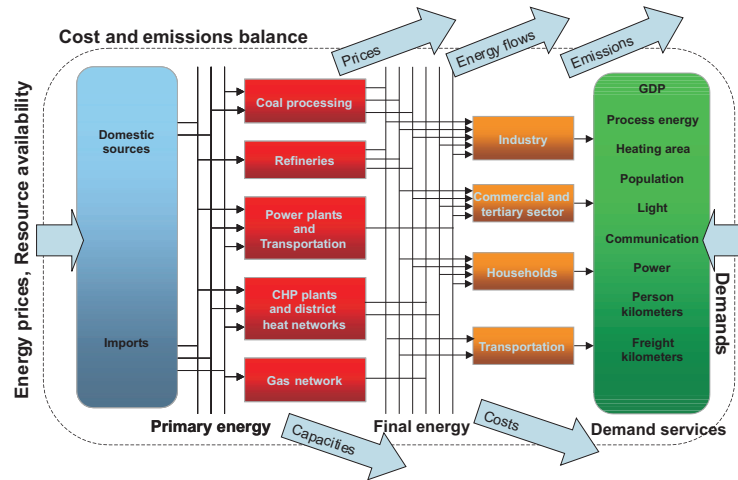 Cost and emissions balance
Prices
Energy flows
Emissions
Energy prices, Resource availability
Domestic
sources
Imports
Coal processing
Refineries
Power plants
and
Transportation
CHP plants
and district
heat networks
Gas network
Industry
Commercial and
tertiary sector
Households
Transportation
GDP
Process energy
Heating area
Population
Light
Communication
Power
Person
kilometers
Freight
kilometers
Demands
Primary energy
Capacities
Final energy
Costs
Demand services